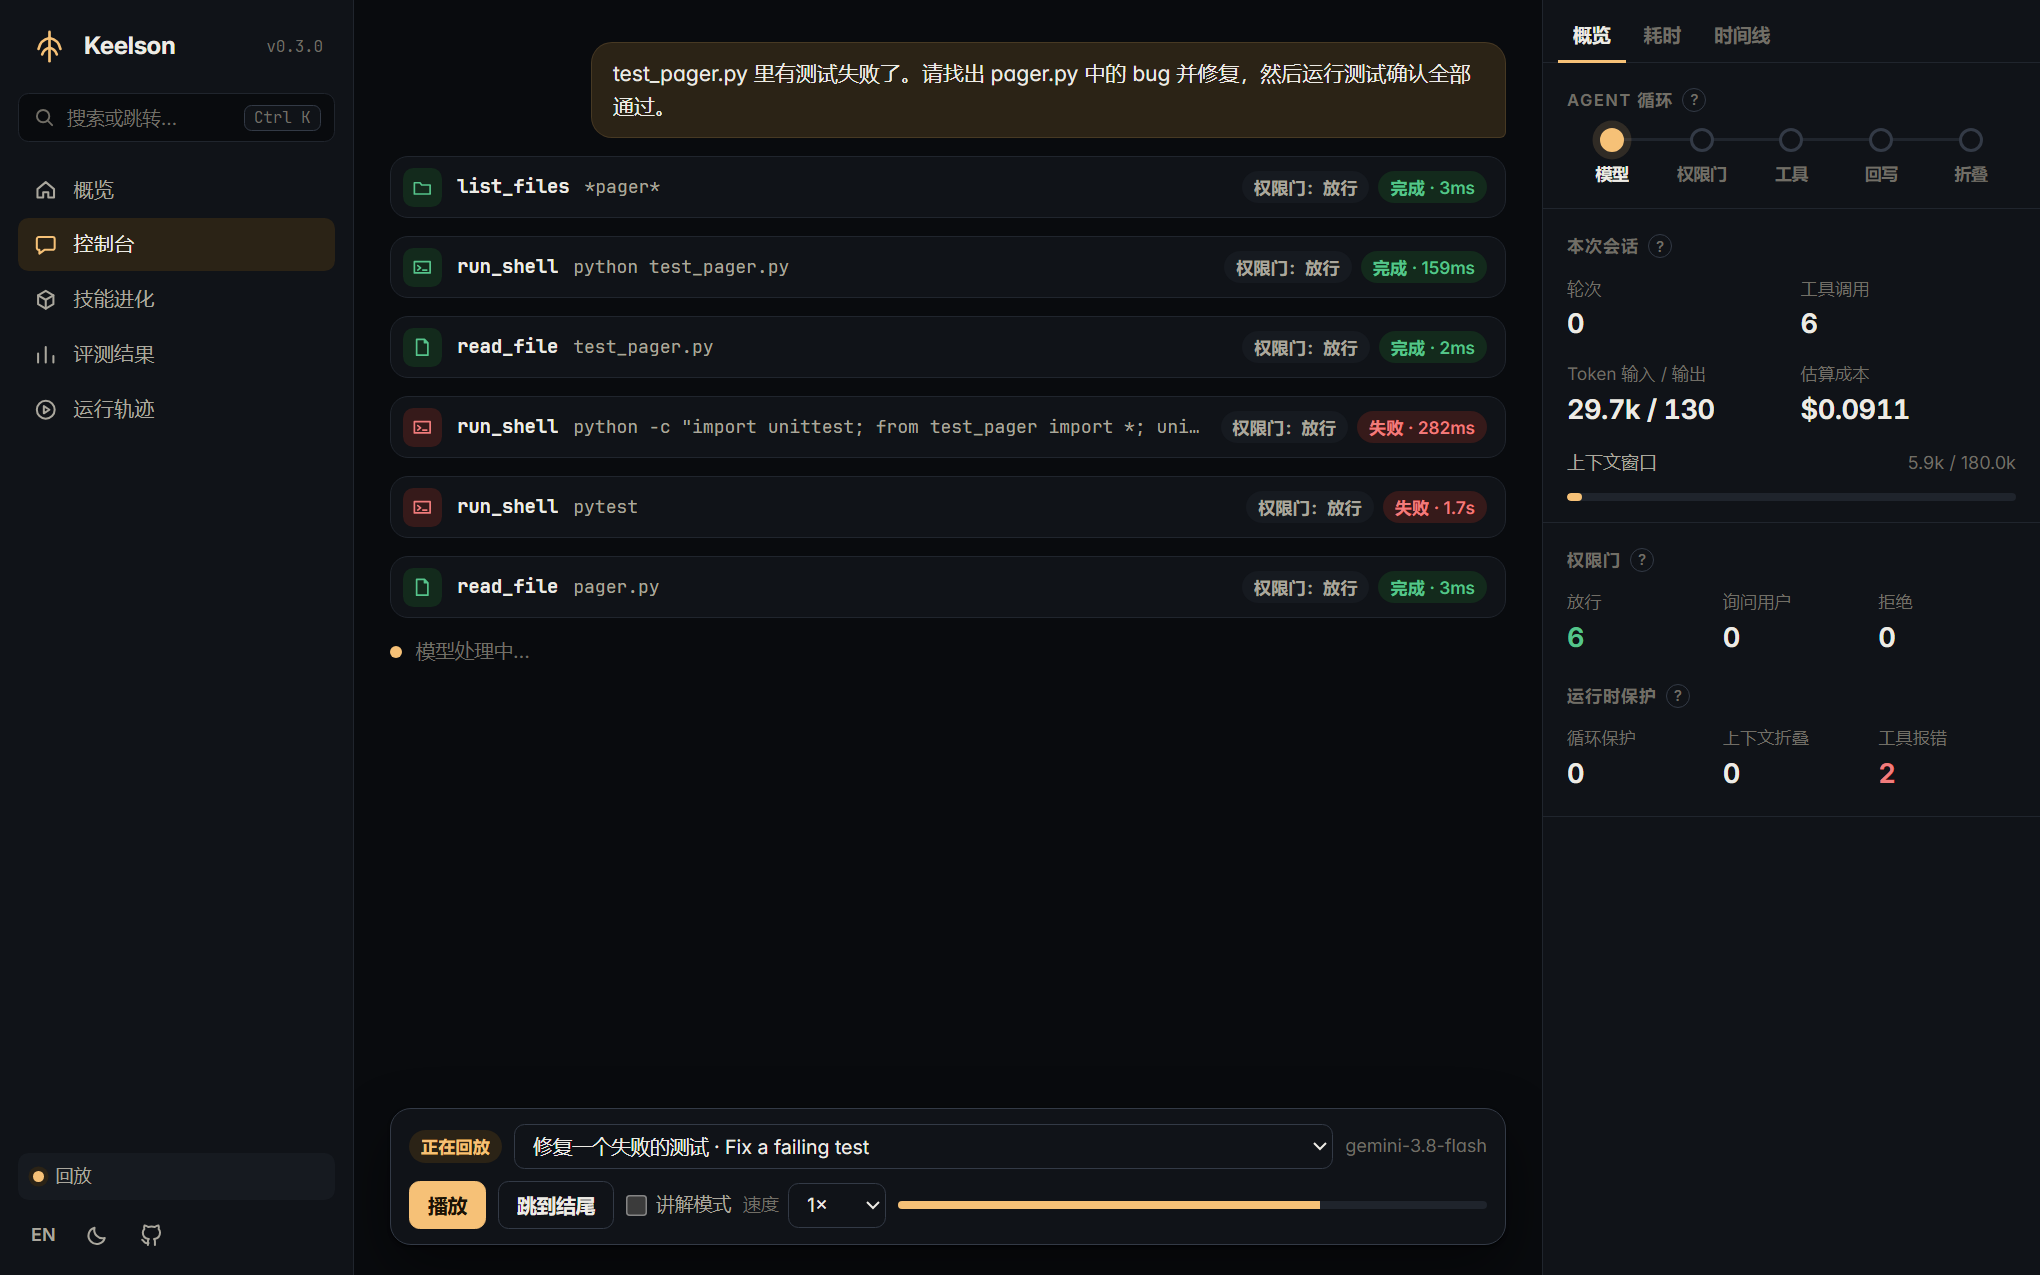 Keelson
v0.3.0
搜索或跳转...
Ctrl K
概览
控制台
技能进化
评测结果
运行轨迹
回放
EN
test_pager.py 里有测试失败了。请找出 pager.py 中的 bug 并修复，然后运行测试确认全部
通过。
list_files *pager* 权限门：放行 完成 · 3ms
run_shell python test_pager.py 权限门：放行 完成 · 159ms
read_file test_pager.py 权限门：放行 完成 · 2ms
run_shell python -c "import unittest; from test_pager import *; uni… 权限门：放行 失败 · 282ms
run_shell pytest 权限门：放行 失败 · 1.7s
read_file pager.py 权限门：放行 完成 · 3ms
模型处理中...
正在回放 修复一个失败的测试 · Fix a failing test gemini-3.8-flash
播放 跳到结尾 讲解模式 速度 1×
概览 耗时 时间线
AGENT 循环 ?
模型 权限门 工具 回写 折叠
本次会话 ?
轮次 工具调用
0 6
Token 输入 / 输出 估算成本
29.7k / 130 $0.0911
上下文窗口 5.9k / 180.0k
权限门 ?
放行 询问用户 拒绝
6 0 0
运行时保护 ?
循环保护 上下文折叠 工具报错
0 0 2